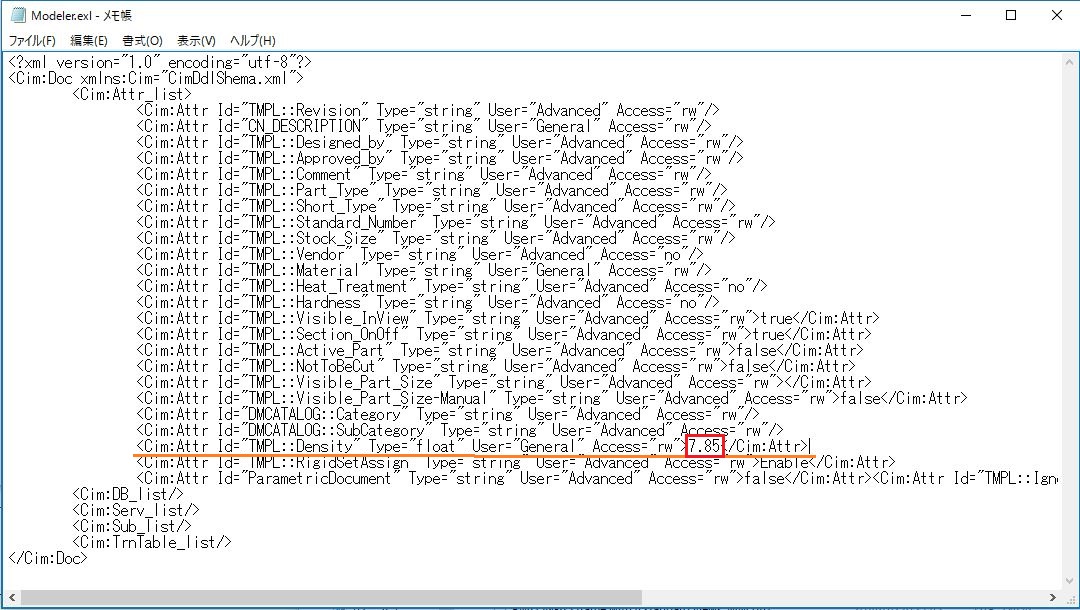 Modeler.exl - メモ帳
ファイル(F) 編集(E) 書式(O) 表示(V) ヘルプ(H)
<?xml version="1.0" encoding="utf-8"?>
<Cim:Doc xmlns:Cim="CimDdlShema.xml">
<Cim:Attr_list>
<Cim:Attr Id="TMPL::Revision" Type="string" User="Advanced" Access="rw"/>
<Cim:Attr Id="CN_DESCRIPTION" Type="string" User="General" Access="rw"/>
<Cim:Attr Id="TMPL::Designed_by" Type="string" User="Advanced" Access="rw"/>
<Cim:Attr Id="TMPL::Approved_by" Type="string" User="Advanced" Access="rw"/>
<Cim:Attr Id="TMPL::Comment" Type="string" User="Advanced" Access="rw"/>
<Cim:Attr Id="TMPL::Part_Type" Type="string" User="Advanced" Access="rw"/>
<Cim:Attr Id="TMPL::Short_Type" Type="string" User="Advanced" Access="rw"/>
<Cim:Attr Id="TMPL::Standard_Number" Type="string" User="Advanced" Access="rw"/>
<Cim:Attr Id="TMPL::Stock_Size" Type="string" User="Advanced" Access="rw"/>
<Cim:Attr Id="TMPL::Vendor" Type="string" User="Advanced" Access="no"/>
<Cim:Attr Id="TMPL::Material" Type="string" User="General" Access="rw"/>
<Cim:Attr Id="TMPL::Heat_Treatment" Type="string" User="Advanced" Access="no"/>
<Cim:Attr Id="TMPL::Hardness" Type="string" User="Advanced" Access="no"/>
<Cim:Attr Id="TMPL::Visible_InView" Type="string" User="Advanced" Access="rw">true</Cim:Attr>
<Cim:Attr Id="TMPL::Section_OnOff" Type="string" User="Advanced" Access="rw">true</Cim:Attr>
<Cim:Attr Id="TMPL::Active_Part" Type="string" User="Advanced" Access="rw">false</Cim:Attr>
<Cim:Attr Id="TMPL::NotToBeCut" Type="string" User="Advanced" Access="rw">false</Cim:Attr>
<Cim:Attr Id="TMPL::Visible_Part_Size" Type="string" User="Advanced" Access="rw"></Cim:Attr>
<Cim:Attr Id="TMPL::Visible_Part_Size-Manual" Type="string" User="Advanced" Access="rw">false</Cim:Attr>
<Cim:Attr Id="DMCATALOG::Category" Type="string" User="Advanced" Access="rw"/>
<Cim:Attr Id="DMCATALOG::SubCategory" Type="string" User="Advanced" Access="rw"/>
<Cim:Attr Id="TMPL::Density" Type="float" User="General" Access="rw">7.85</Cim:Attr>
<Cim:Attr Id="TMPL::RigidSetAssign" Type="string" User="Advanced" Access="rw">Enable</Cim:Attr>
<Cim:Attr Id="ParametricDocument" Type="string" User="Advanced" Access="rw">false</Cim:Attr><Cim:Attr Id="TMPL::Ign
<Cim:DB_list/>
<Cim:Serv_list/>
<Cim:Sub_list/>
<Cim:TrnTable_list/>
</Cim:Doc>